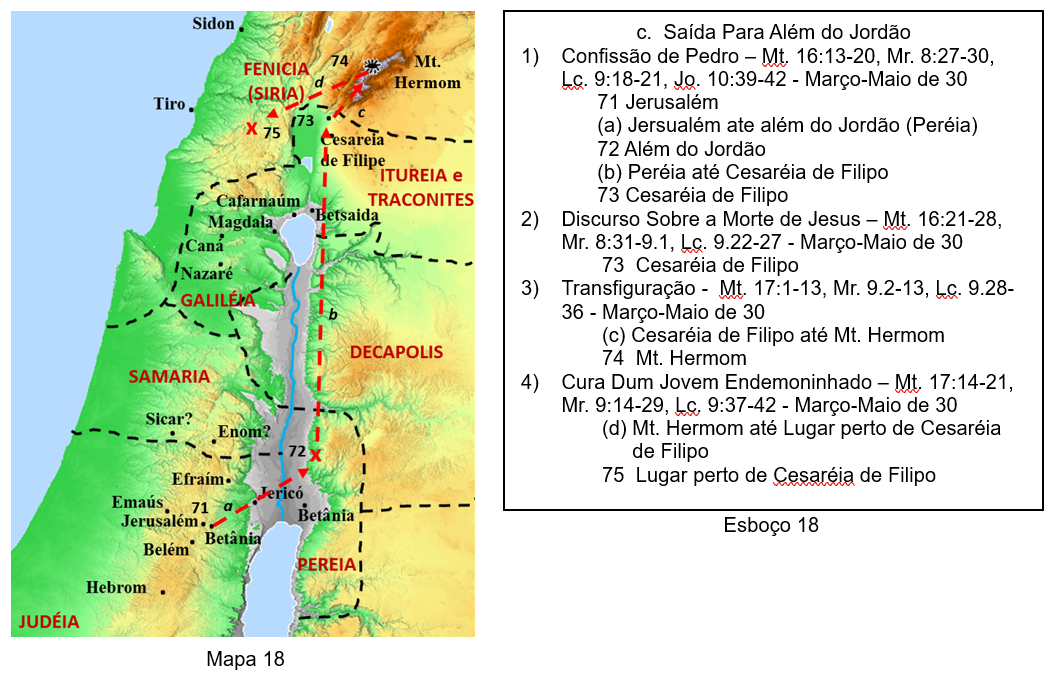 Sidon
74
Mt.
Hermom
FENICIA
(SIRIA)
d
Tiro
c
73
X
75
Cesareia
de Filipe
ITUREIA e
TRACONITES
Cafarnaúm
Betsaida
Magdala
Caná
Nazaré
GALILÉIA
b
DECAPOLIS
SAMARIA
Sicar?
Enom?
72
X
Efraím
Jericó
Emaús
71
a
Jerusalém
Betânia
Betânia
Belém
PEREIA
Hebrom
JUDÉIA
Mapa 18
c. Saída Para Além do Jordão
1) Confissão de Pedro – Mt. 16:13-20, Mr. 8:27-30,
Lc. 9:18-21, Jo. 10:39-42 - Março-Maio de 30
71 Jerusalém
(a) Jersualém ate além do Jordão (Peréia)
72 Além do Jordão
(b) Peréia até Cesaréia de Filipo
73 Cesaréia de Filipo
2) Discurso Sobre a Morte de Jesus – Mt. 16:21-28,
Mr. 8:31-9.1, Lc. 9.22-27 - Março-Maio de 30
73 Cesaréia de Filipo
3) Transfiguração - Mt. 17:1-13, Mr. 9.2-13, Lc. 9.28-
36 - Março-Maio de 30
(c) Cesaréia de Filipo até Mt. Hermom
74 Mt. Hermom
4) Cura Dum Jovem Endemoninhado – Mt. 17:14-21,
Mr. 9:14-29, Lc. 9:37-42 - Março-Maio de 30
(d) Mt. Hermom até Lugar perto de Cesaréia
de Filipo
75 Lugar perto de Cesaréia de Filipo
Esboço 18